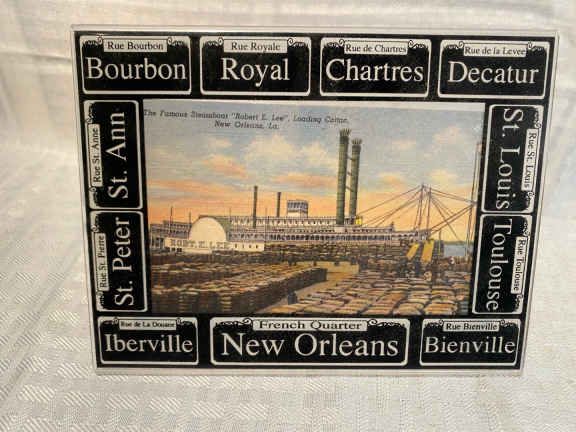 Rue Bourbon
Bourbon
Rue Royale
Royal
Rue de Chartres
Chartres
Rue de la Levee
Decatur
Rue St. Anne
St. Ann
The Famous Steamboat "Robert E. Lee", Loading Cotton,
New Orleans, La.
ROBT. E. LEE
Rue St. Louis
St. Louis
Rue St. Pierre
St. Peter
Rue Toulouse
Toulouse
Rue de La Douane
Iberville
French Quarter
New Orleans
Rue Bienville
Bienville